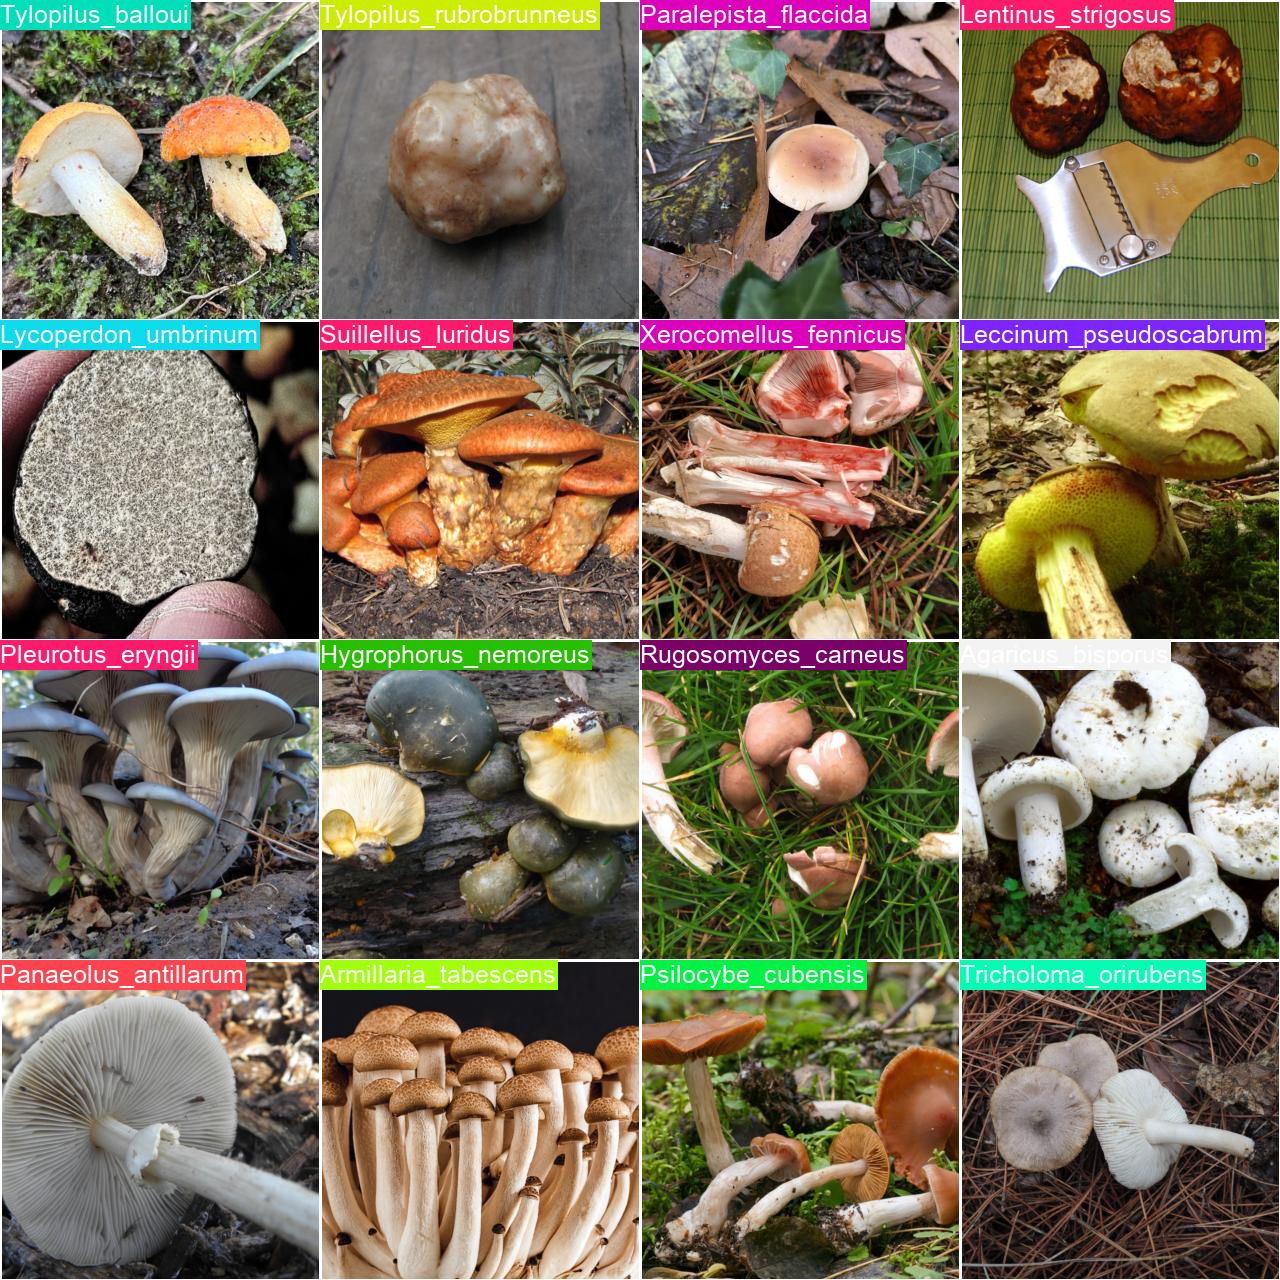 Tylopilus_balloui
Tylopilus_rubrobrunneus
Paralepista_flaccida
Lentinus_strigosus
Lycoperdon_umbrinum
Suillellus_luridus
Xerocomellus_fennicus
Leccinum_pseudoscabrum
Pleurotus_eryngii
Hygrophorus_nemoreus
Rugosomyces_carneus
Agaricus_bisporus
Panaeolus_antillarum
Armillaria_tabescens
Psilocybe_cubensis
Tricholoma_orirubens